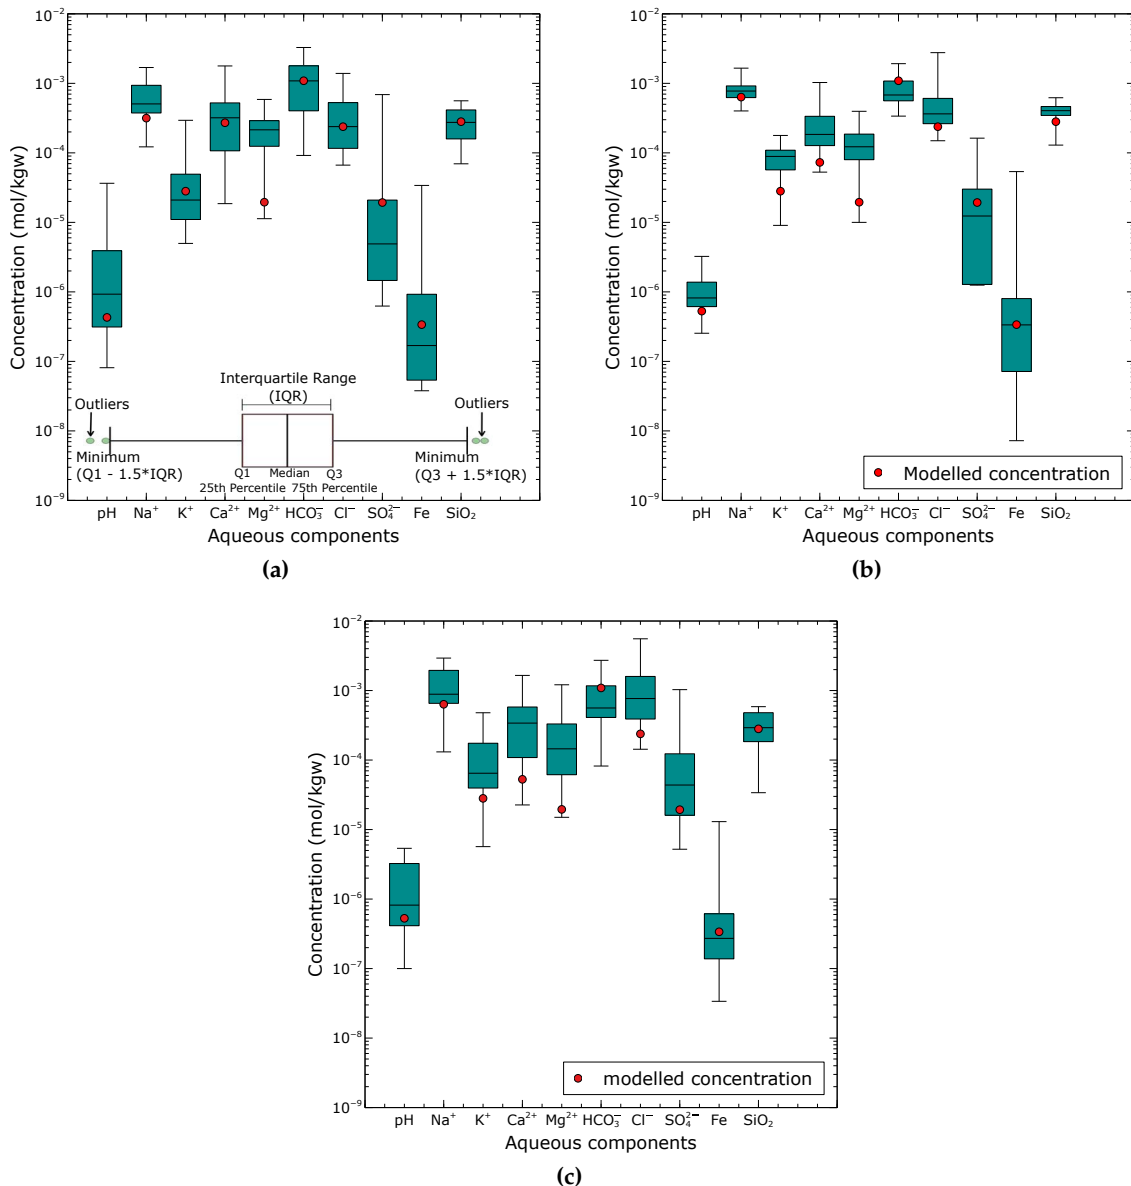 10⁻²
10⁻³
10⁻⁴
10⁻⁵
10⁻⁶
10⁻⁷
10⁻⁸
10⁻⁹
Concentration (mol/kgw)
Interquartile Range
(IQR)
Outliers
Outliers
Minimum
(Q1 - 1.5*IQR)
Q1
Median
Q3
25th Percentile
75th Percentile
Minimum
(Q3 + 1.5*IQR)
pH Na⁺ K⁺ Ca²⁺ Mg²⁺ HCO₃⁻ Cl⁻ SO₄²⁻ Fe SiO₂
Aqueous components
(a)
10⁻²
10⁻³
10⁻⁴
10⁻⁵
10⁻⁶
10⁻⁷
10⁻⁸
10⁻⁹
Concentration (mol/kgw)
Modelled concentration
pH Na⁺ K⁺ Ca²⁺ Mg²⁺ HCO₃⁻ Cl⁻ SO₄²⁻ Fe SiO₂
Aqueous components
(b)
10⁻²
10⁻³
10⁻⁴
10⁻⁵
10⁻⁶
10⁻⁷
10⁻⁸
10⁻⁹
Concentration (mol/kgw)
modelled concentration
pH Na⁺ K⁺ Ca²⁺ Mg²⁺ HCO₃⁻ Cl⁻ SO₄²⁻ Fe SiO₂
Aqueous components
(c)